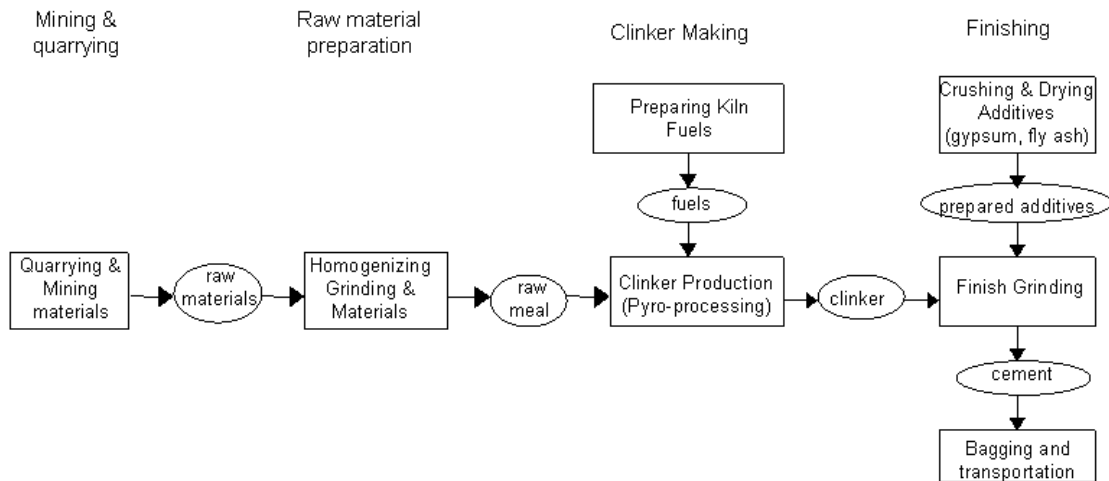 Mining &
quarrying
Raw material
preparation
Clinker Making
Finishing
Preparing Kiln
Fuels
Crushing & Drying
Additives
(gypsum, fly ash)
fuels
prepared additives
Quarrying &
Mining
materials
raw
materials
Homogenizing
Grinding &
Materials
raw
meal
Clinker Production
(Pyro-processing)
clinker
Finish Grinding
cement
Bagging and
transportation